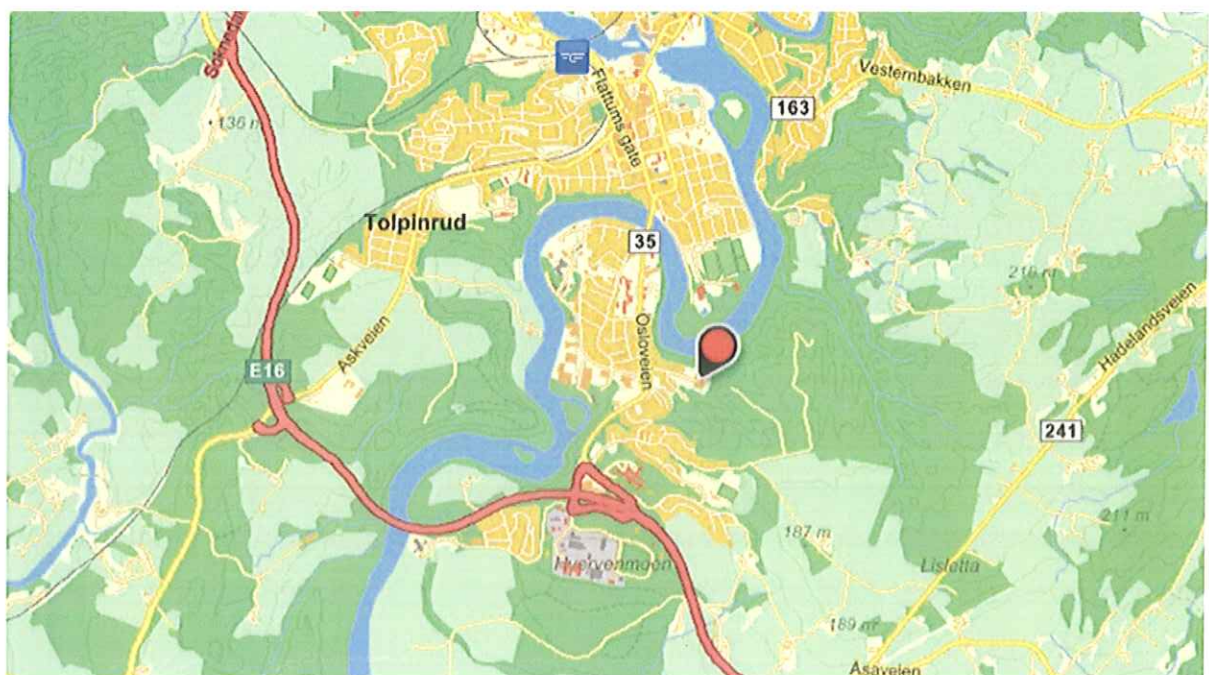 136 m
Flattums gate
163
Vesternbakken
Tolpinrud
35
216 m
E16
Askveien
Osloveien
Hadelandsveien
241
187 m
211 m
Hvervenmoen
Lisletta
189 m
Åsaveien